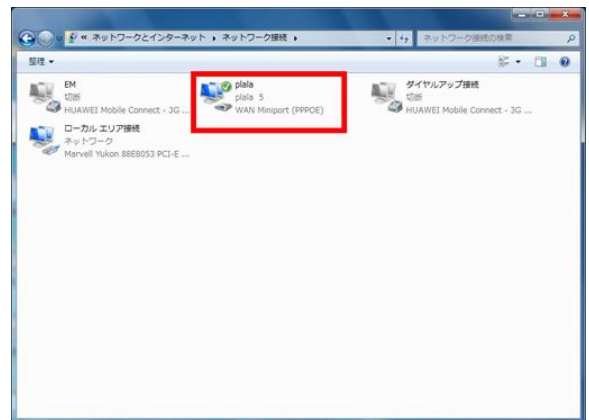 « ネットワークとインターネット ▸ ネットワーク接続 ▸
ネットワーク接続の検索
整理
EM
切断
HUAWEI Mobile Connect - 3G ...
plala
plala 5
WAN Miniport (PPPOE)
ダイヤルアップ接続
切断
HUAWEI Mobile Connect - 3G ...
ローカル エリア接続
ネットワーク
Marvell Yukon 88E8053 PCI-E ...